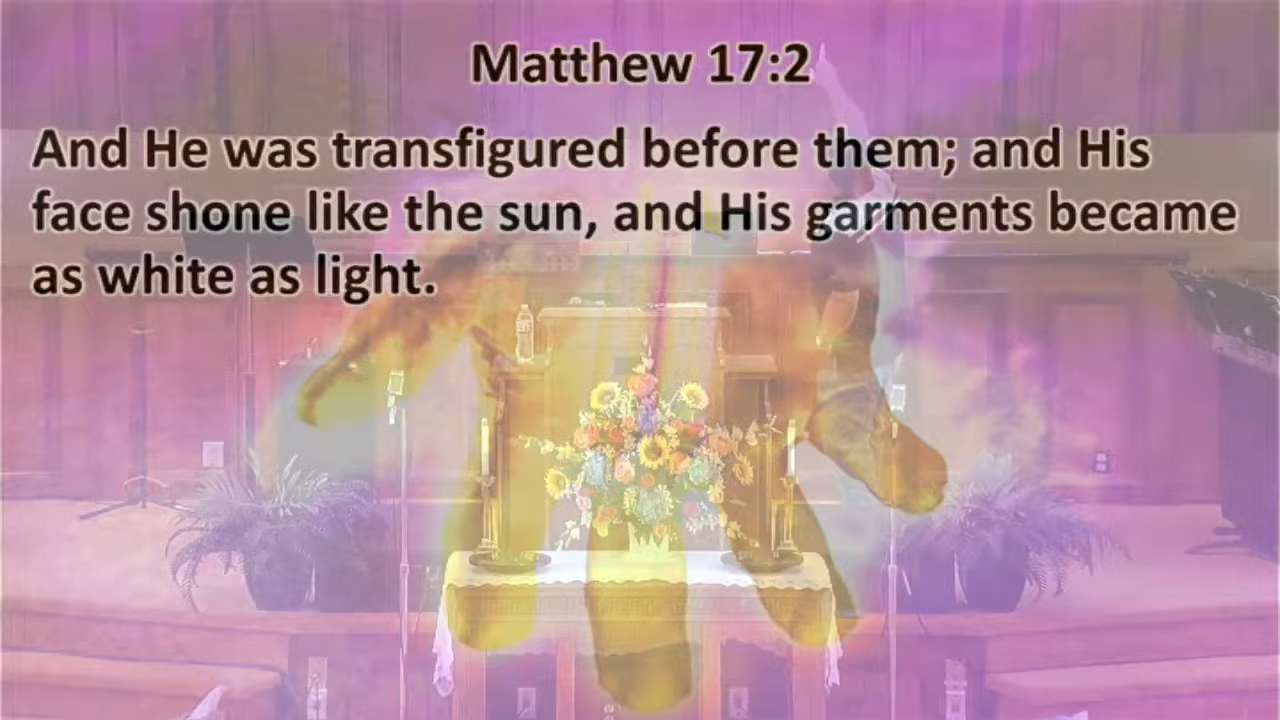 Matthew 17:2
And He was transfigured before them; and His
face shone like the sun, and His garments became
as white as light.